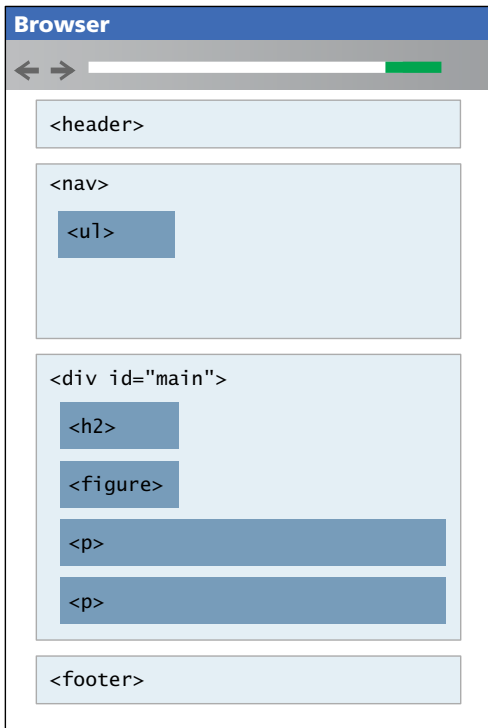 Browser
<header>
<nav>
<ul>
<div id="main">
<h2>
<figure>
<p>
<p>
<footer>